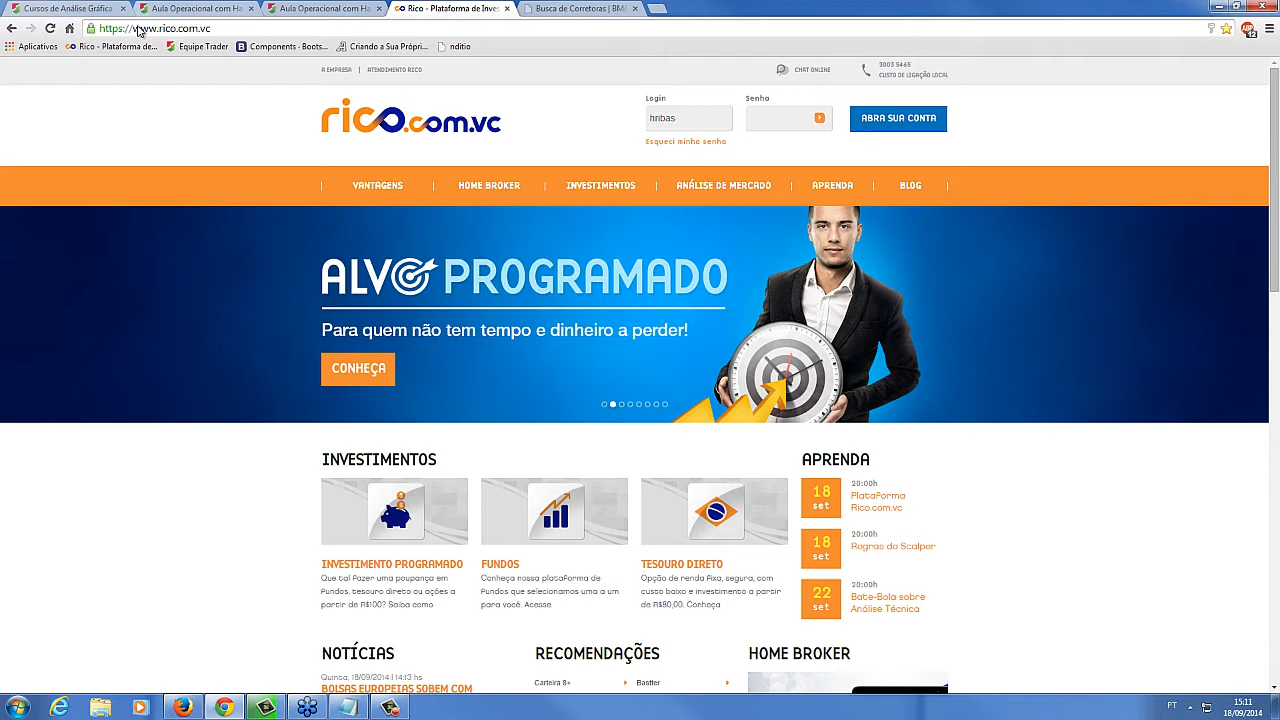 Cursos de Análise Gráfica
Aula Operacional com Ha
Aula Operacional com Ha
Rico - Plataforma de Inves
Busca de Corretoras | BM
https://www.rico.com.vc
Aplicativos
Rico - Plataforma de...
Equipe Trader
Components · Boots...
Criando a Sua Própri...
nditio
A EMPRESA | ATENDIMENTO RICO
CHAT ONLINE
3003 5465
CUSTO DE LIGAÇÃO LOCAL
rico.com.vc
Login
Senha
hribas
ABRA SUA CONTA
Esqueci minha senha
VANTAGENS | HOME BROKER | INVESTIMENTOS | ANÁLISE DE MERCADO | APRENDA | BLOG
ALVO PROGRAMADO
Para quem não tem tempo e dinheiro a perder!
CONHEÇA
INVESTIMENTOS
INVESTIMENTO PROGRAMADO
Que tal fazer uma poupança em
Fundos, tesouro direto ou ações a
partir de R$100? Saiba como
FUNDOS
Conheça nossa plataforma de
Fundos que selecionamos uma a um
para você. Acesse
TESOURO DIRETO
Opção de renda fixa, segura, com
custo baixo e investimento a partir
de R$80,00. Conheça
APRENDA
18
set
20:00h
Plataforma
Rico.com.vc
18
set
20:00h
Regras do Scalper
22
set
20:00h
Bate-Bola sobre
Análise Técnica
NOTÍCIAS
Quinta, 18/09/2014 | 14:13 hs
BOLSAS EUROPEIAS SOBEM COM
RECOMENDAÇÕES
Carteira 8+
Bastter
HOME BROKER
PT
15:11
18/09/2014